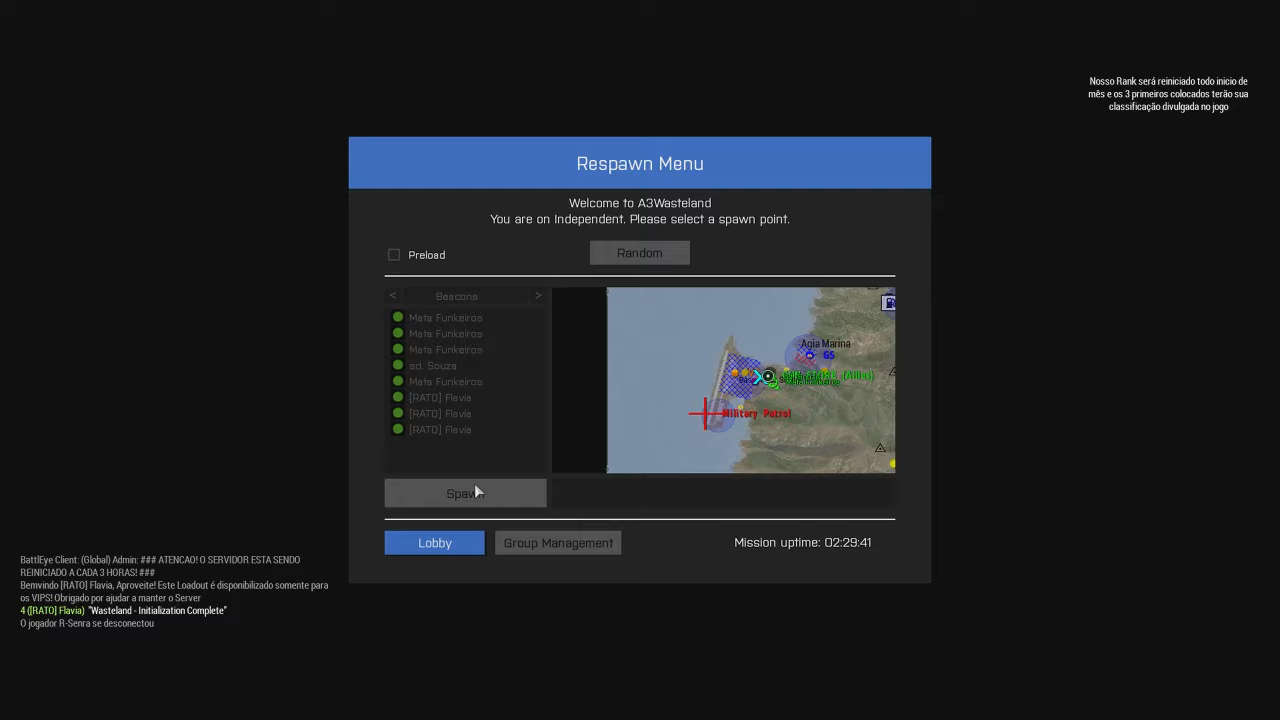 Nosso Rank será reiniciado todo inicio de
mês e os 3 primeiros colocados terão sua
classificação divulgada no jogo
Respawn Menu
Welcome to A3Wasteland
You are on Independent. Please select a spawn point.
Preload
Random
< Beacons >
Mata Funkeiros
Mata Funkeiros
Mata Funkeiros
sd. Souza
Mata Funkeiros
[RATO] Flavia
[RATO] Flavia
[RATO] Flavia
Agia Marina
GS
STORE (Allies)
Military Patrol
Spawn
Lobby
Group Management
Mission uptime: 02:29:41
BattlEye Client: (Global) Admin: ### ATENCAO! O SERVIDOR ESTA SENDO
REINICIADO A CADA 3 HORAS! ###
Bemvindo [RATO] Flavia, Aproveite! Este Loadout é disponibilizado somente para
os VIPS! Obrigado por ajudar a manter o Server
4 ([RATO] Flavia) "Wasteland - Initialization Complete"
O jogador R-Senra se desconectou